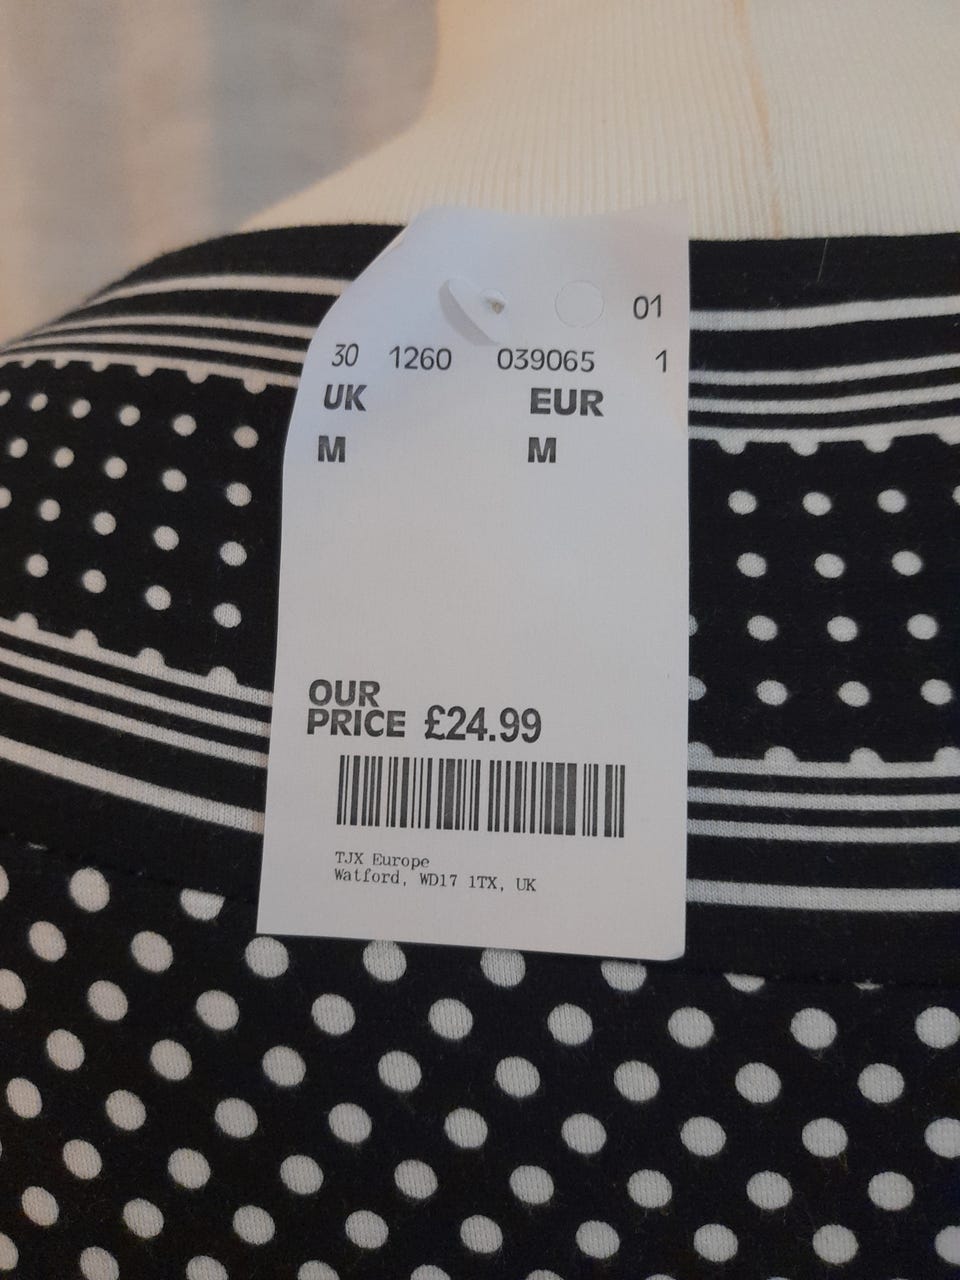 01
30 1260 039065 1
UK EUR
M M
OUR
PRICE £24.99
TJX Europe
Watford, WD17 1TX, UK